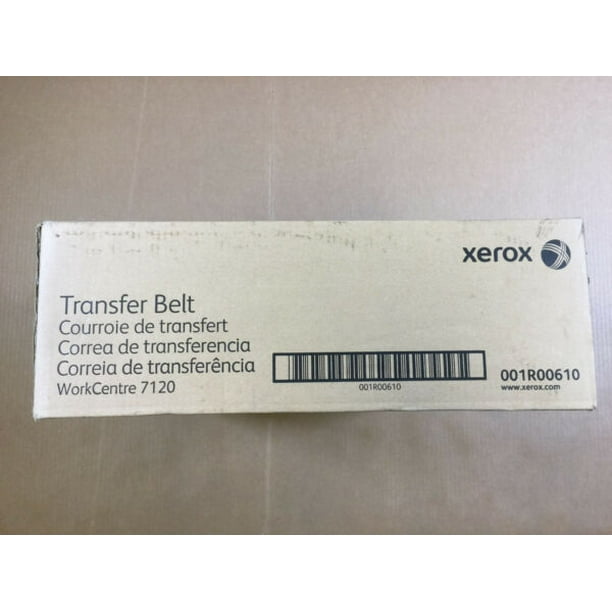 xerox
Transfer Belt
Courroie de transfert
Correa de transferencia
Correia de transferência
WorkCentre 7120
001R00610
001R00610
www.xerox.com